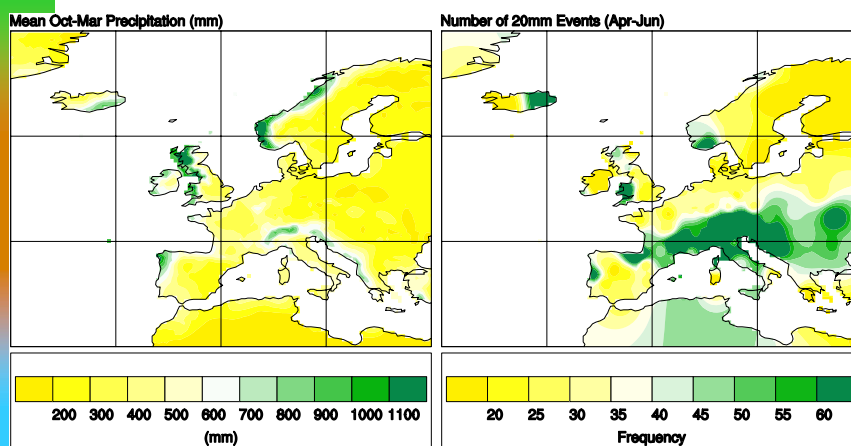 Mean Oct-Mar Precipitation (mm)
Number of 20mm Events (Apr-Jun)
200 300 400 500 600 700 800 900 1000 1100
(mm)
20 25 30 35 40 45 50 55 60
Frequency